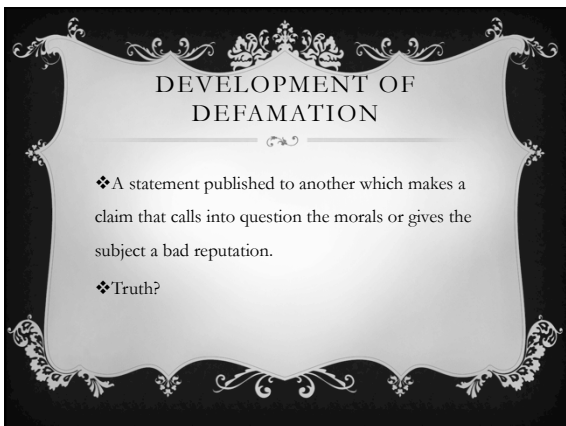 DEVELOPMENT OF
DEFAMATION
❖A statement published to another which makes a
claim that calls into question the morals or gives the
subject a bad reputation.
❖Truth?